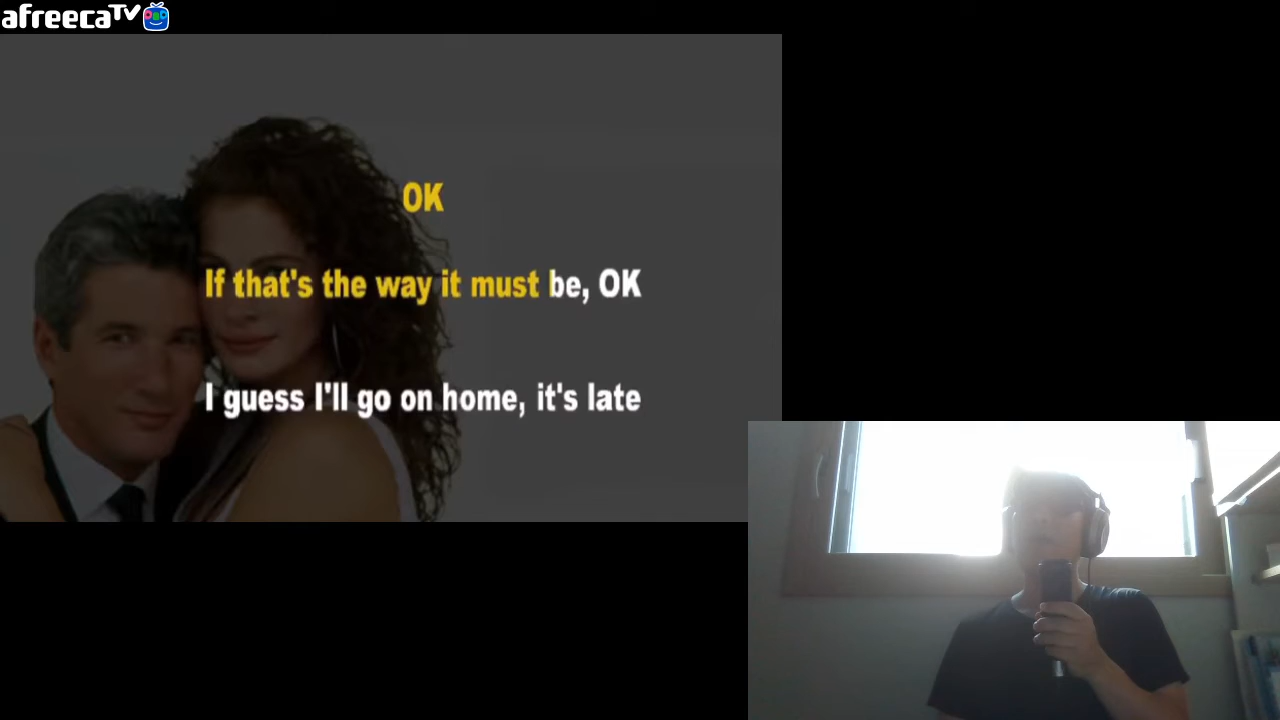 afreecaTV
OK
If that's the way it must be, OK
I guess I'll go on home, it's late